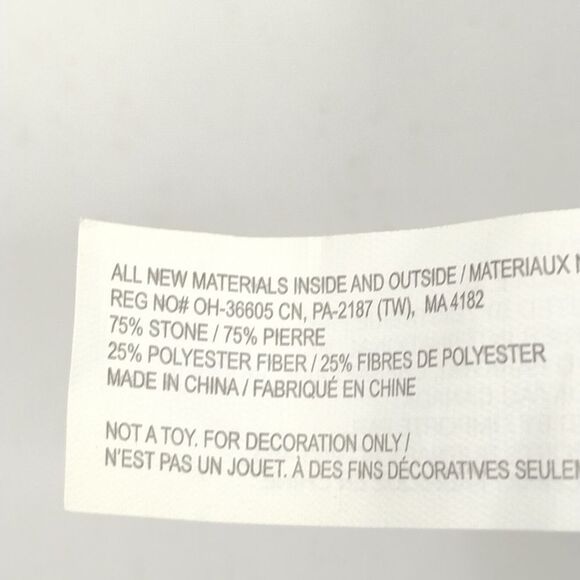 ALL NEW MATERIALS INSIDE AND OUTSIDE / MATERIAUX
REG NO# OH-36605 CN, PA-2187 (TW), MA 4182
75% STONE / 75% PIERRE
25% POLYESTER FIBER / 25% FIBRES DE POLYESTER
MADE IN CHINA / FABRIQUÉ EN CHINE
NOT A TOY. FOR DECORATION ONLY /
N'EST PAS UN JOUET. À DES FINS DÉCORATIVES